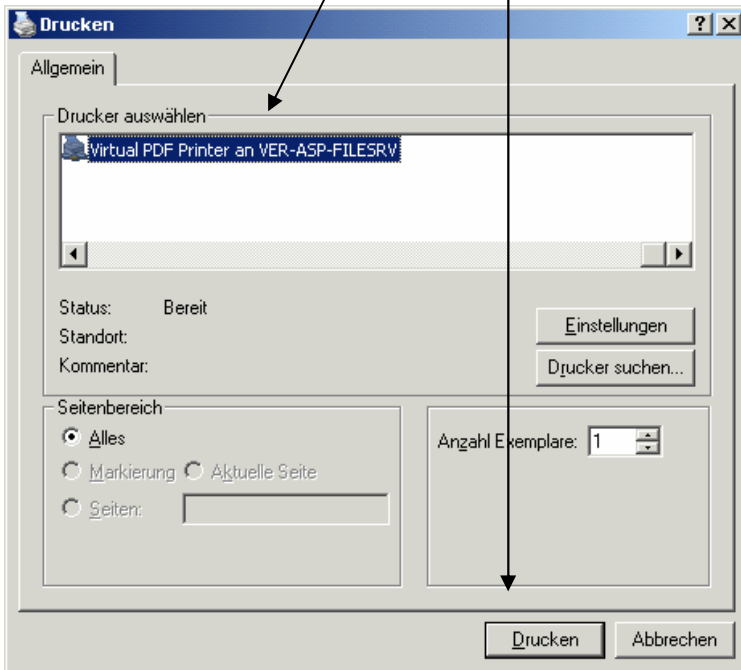 Drucken
Allgemein
Drucker auswählen
Virtual PDF Printer an VER-ASP-FILESRV
Status: Bereit
Standort:
Kommentar:
Einstellungen
Drucker suchen...
Seitenbereich
Alles
Markierung Aktuelle Seite
Seiten:
Anzahl Exemplare: 1
Drucken Abbrechen